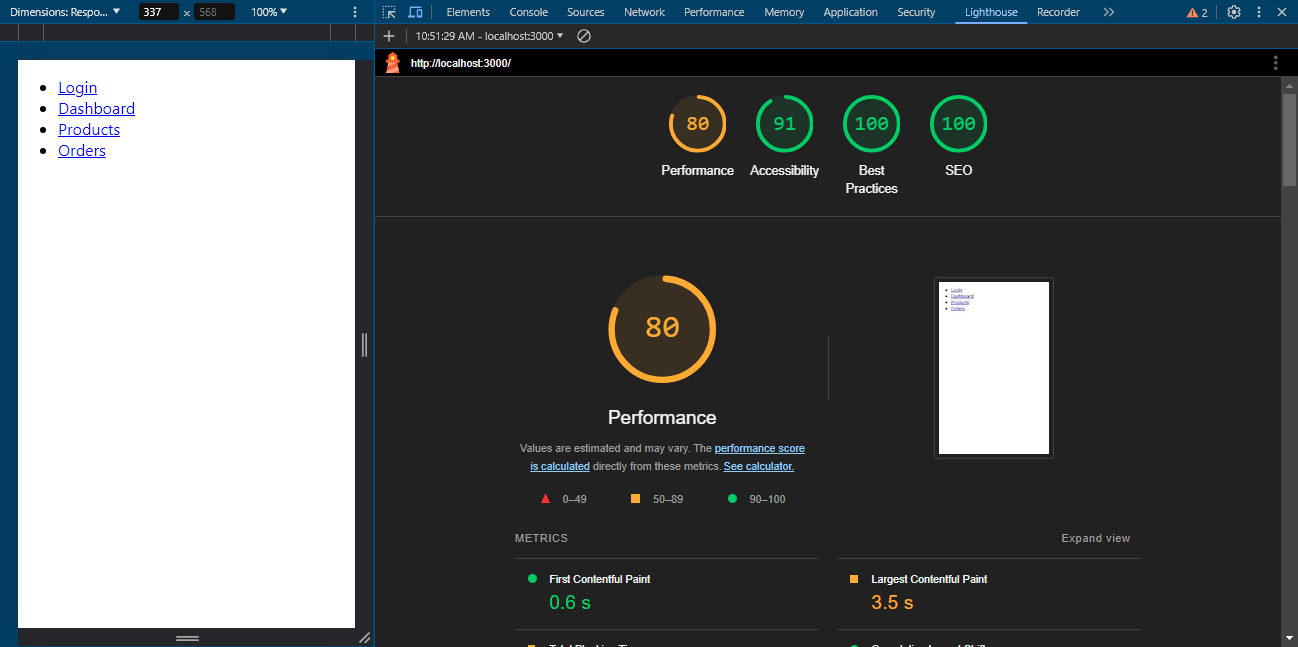 Dimensions: Respo... 337 × 568 100%
Elements Console Sources Network Performance Memory Application Security Lighthouse Recorder 2
10:51:29 AM - localhost:3000
http://localhost:3000/
Login
Dashboard
Products
Orders
80 91 100 100
Performance Accessibility Best Practices SEO
80
Login
Dashboard
Products
Orders
Performance
Values are estimated and may vary. The performance score
is calculated directly from these metrics. See calculator.
0–49 50–89 90–100
METRICS Expand view
First Contentful Paint Largest Contentful Paint
0.6 s 3.5 s